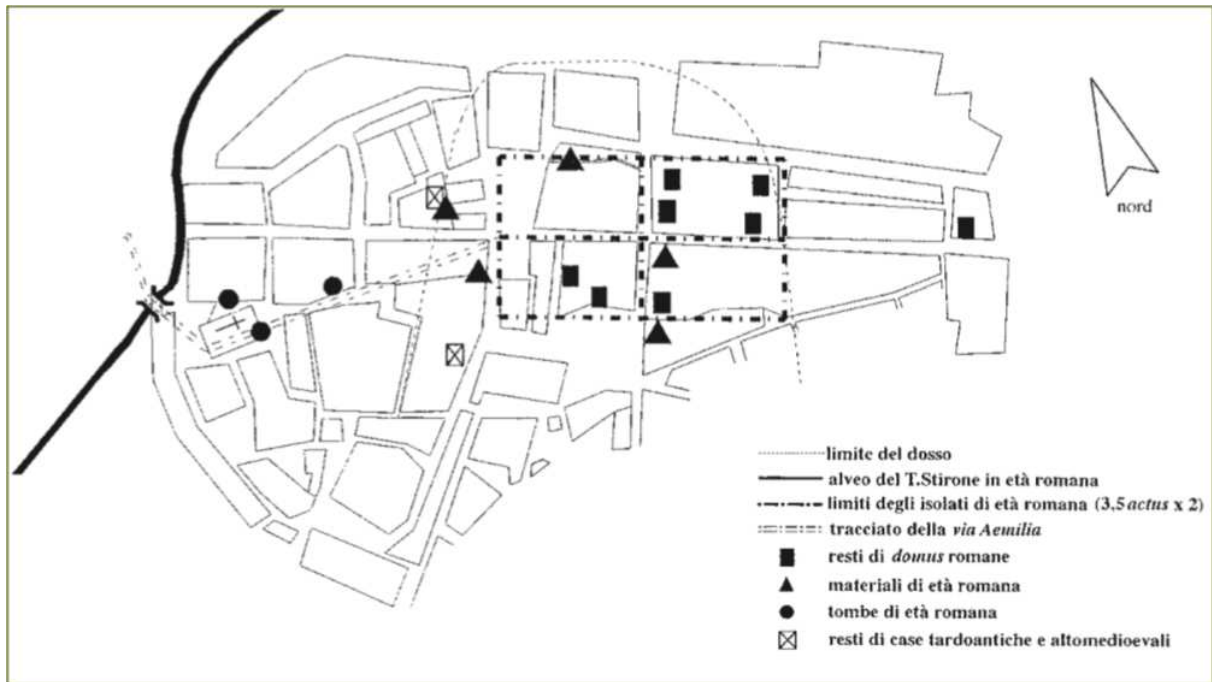 nord
limite del dosso
alveo del T.Stirone in età romana
limiti degli isolati di età romana (3,5 actus x 2)
tracciato della via Aemilia
resti di domus romane
materiali di età romana
tombe di età romana
resti di case tardoantiche e altomedioevali